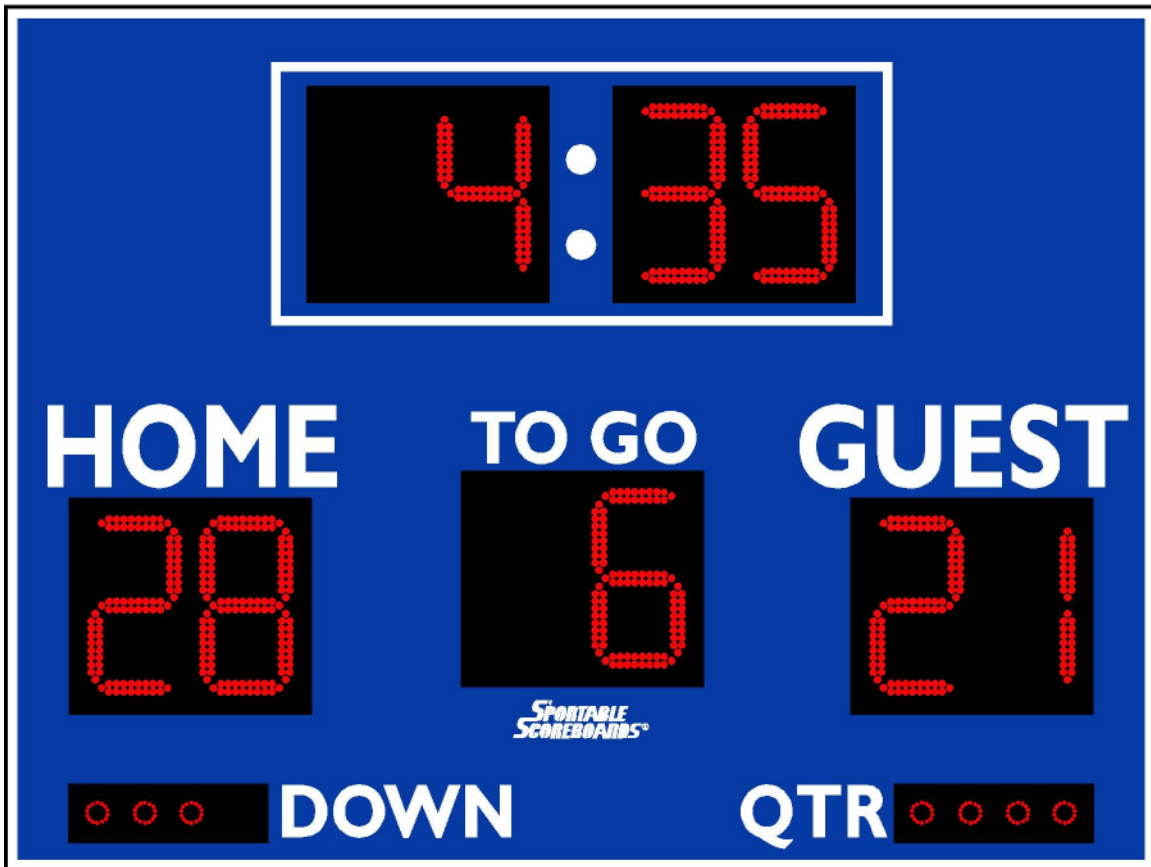 4:35
HOME TO GO GUEST
28 6 21
SPORTABLE
SCOREBOARDS®
DOWN QTR